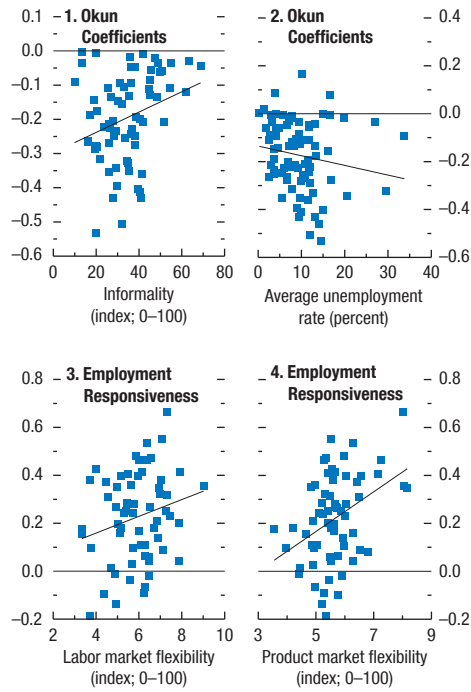 1. Okun
Coefficients
0.1
0.0
–0.1
–0.2
–0.3
–0.4
–0.5
–0.6
0 20 40 60 80
Informality
(index; 0–100)
2. Okun
Coefficients
0.4
0.2
0.0
–0.2
–0.4
–0.6
0 10 20 30 40
Average unemployment
rate (percent)
3. Employment
Responsiveness
0.8
0.6
0.4
0.2
0.0
–0.2
2 4 6 8 10
Labor market flexibility
(index; 0–100)
4. Employment
Responsiveness
0.8
0.6
0.4
0.2
0.0
–0.2
3 5 7 9
Product market flexibility
(index; 0–100)